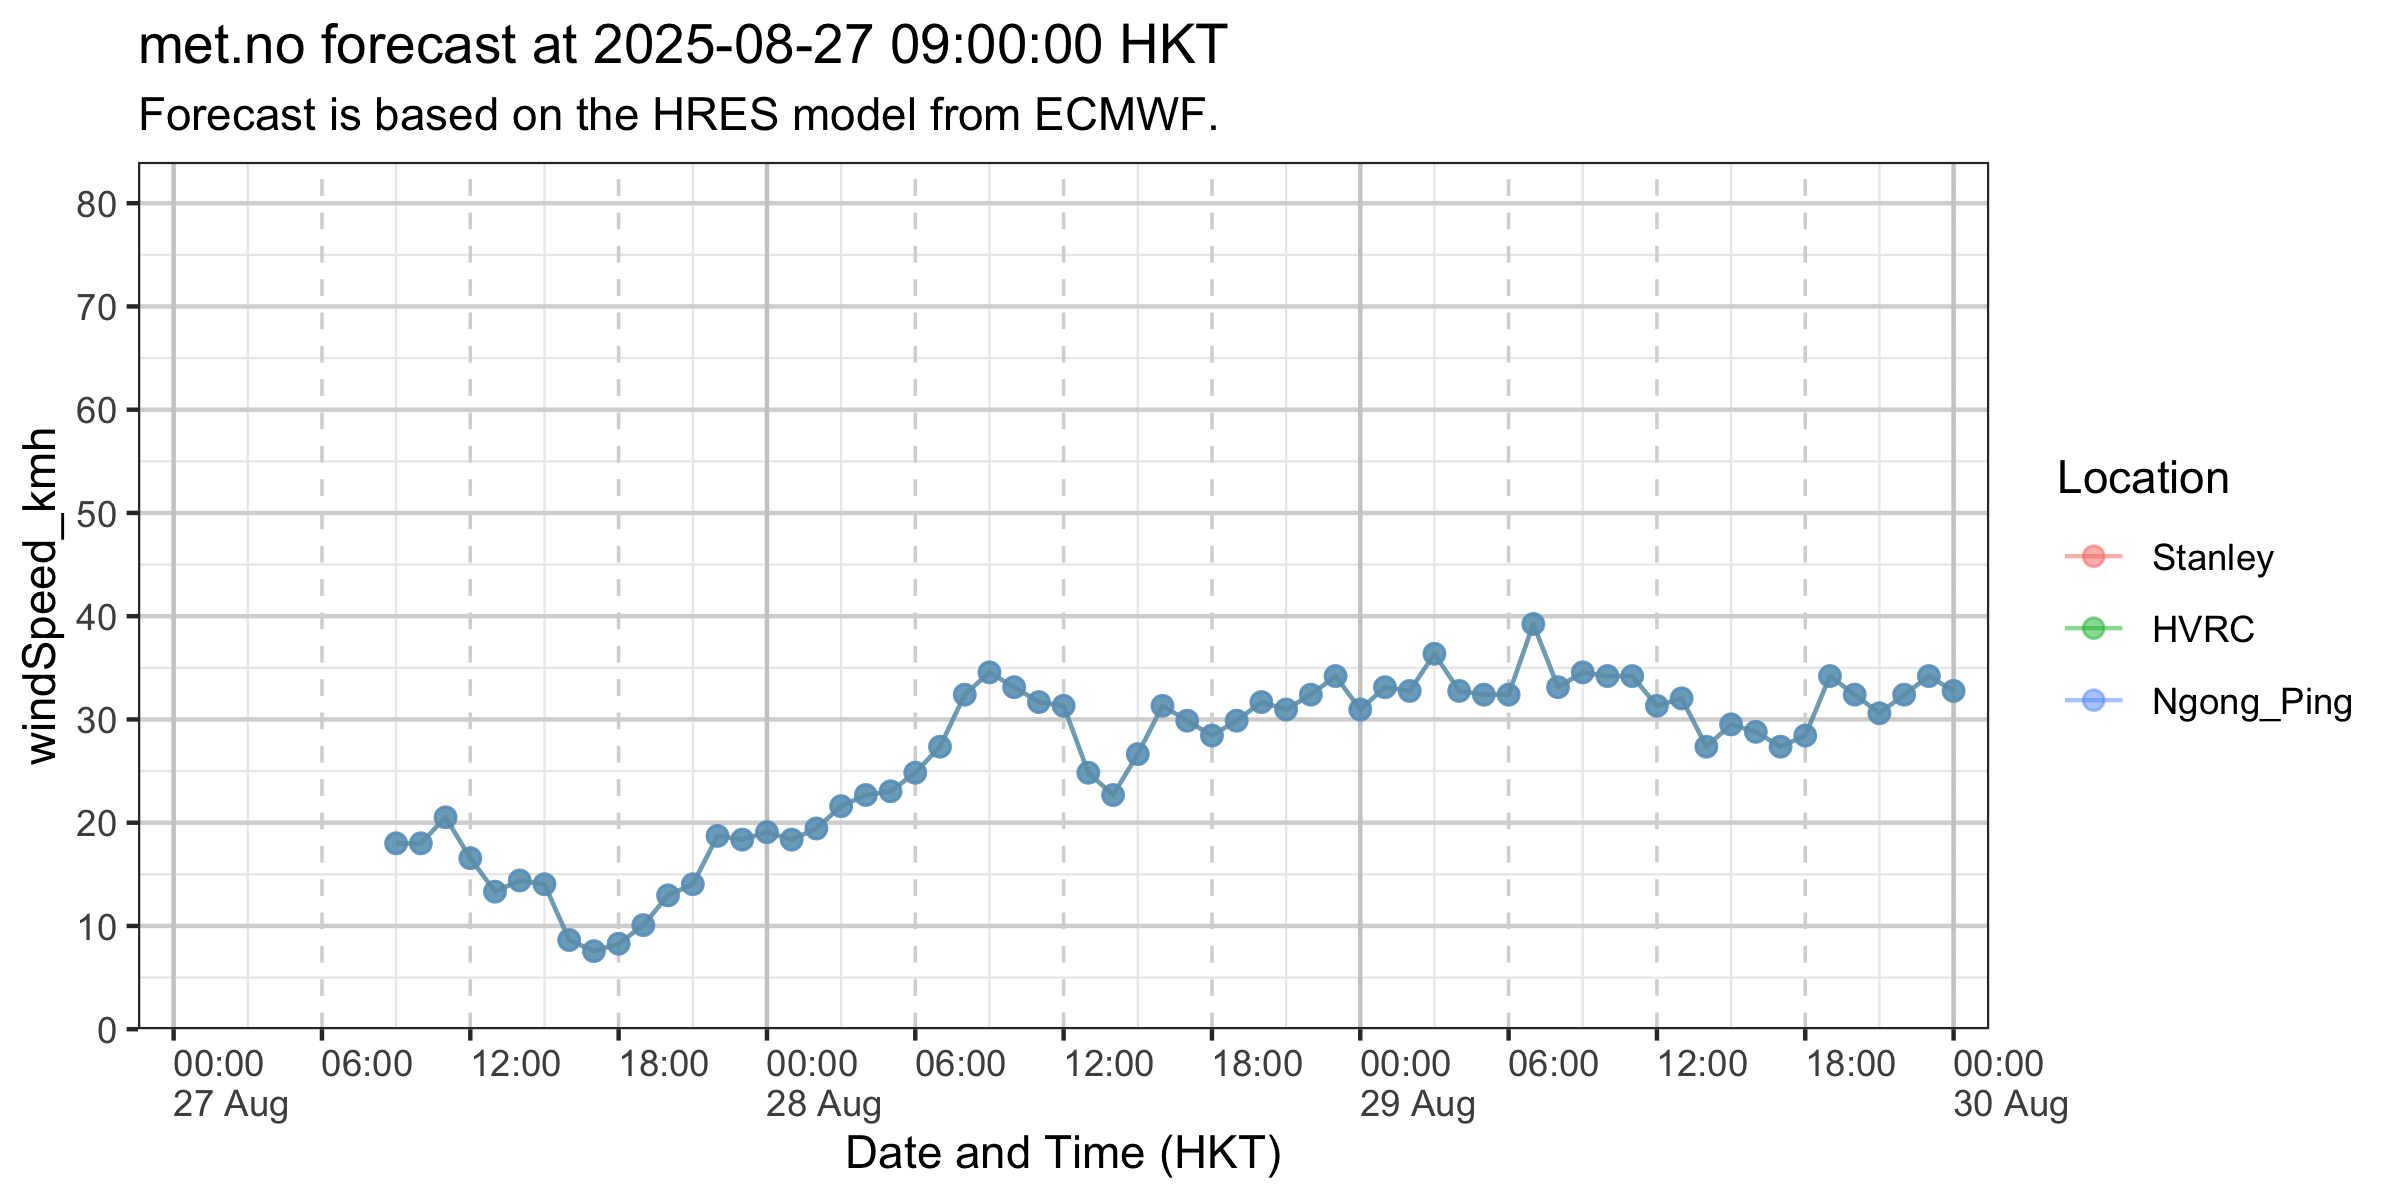 met.no forecast at 2025-08-27 09:00:00 HKT
Forecast is based on the HRES model from ECMWF.
windSpeed_kmh
80
70
60
50
40
30
20
10
0
00:00 06:00 12:00 18:00 00:00 06:00 12:00 18:00 00:00 06:00 12:00 18:00 00:00
27 Aug 28 Aug 29 Aug 30 Aug
Date and Time (HKT)
Location
Stanley
HVRC
Ngong_Ping